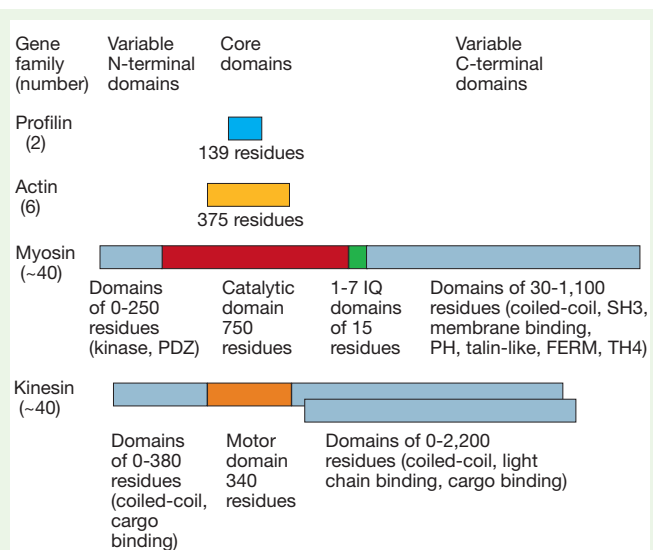 Gene
family
(number)
Variable
N-terminal
domains
Core
domains
Variable
C-terminal
domains
Profilin
(2)
139 residues
Actin
(6)
375 residues
Myosin
(~40)
Domains
of 0-250
residues
(kinase, PDZ)
Catalytic
domain
750
residues
1-7 IQ
domains
of 15
residues
Domains of 30-1,100
residues (coiled-coil, SH3,
membrane binding,
PH, talin-like, FERM, TH4)
Kinesin
(~40)
Domains
of 0-380
residues
(coiled-coil,
cargo
binding)
Motor
domain
340
residues
Domains of 0-2,200
residues (coiled-coil, light
chain binding, cargo binding)